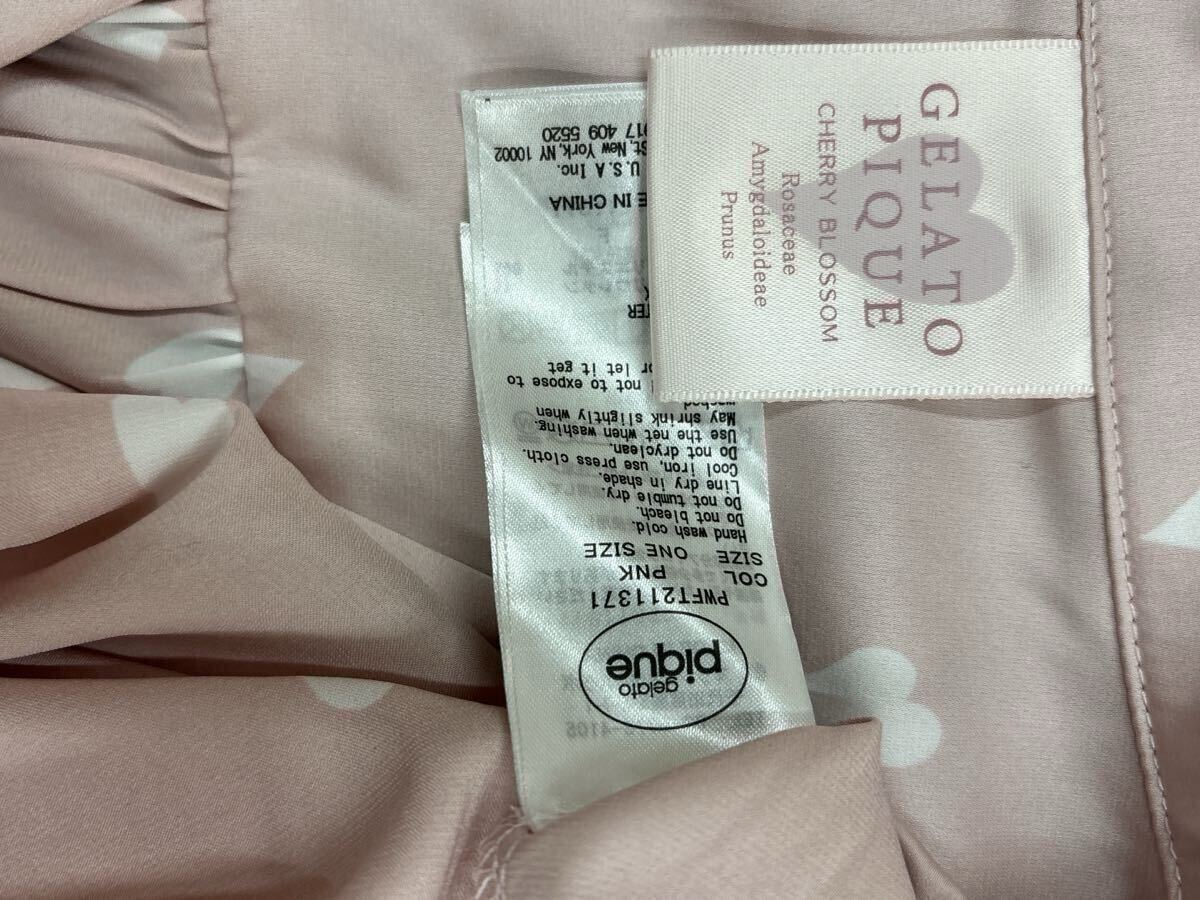 GELATO
PIQUE
CHERRY BLOSSOM
Rosaceae
Amygdaloideae
Prunus
gelato
pique
PWFT211371
COL PNK
SIZE ONE SIZE
Hand wash cold.
Do not bleach.
Do not tumble dry.
Line dry in shade.
Cool iron, use press cloth.
Do not dryclean.
Use the net when washing.
May shrink slightly when
washed
not to expose to
or let it get
IN CHINA
U.S.A Inc.
St, New York, NY 10002
917 409 5520